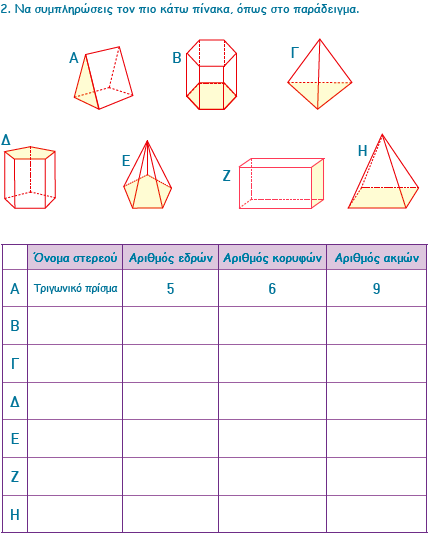 2. Να συμπληρώσεις τον πιο κάτω πίνακα, όπως στο παράδειγμα.
Α
Β
Γ
Δ
Ε
Ζ
Η
Όνομα στερεού Αριθμός εδρών Αριθμός κορυφών Αριθμός ακμών
Α Τριγωνικό πρίσμα 5 6 9
Β
Γ
Δ
Ε
Ζ
Η